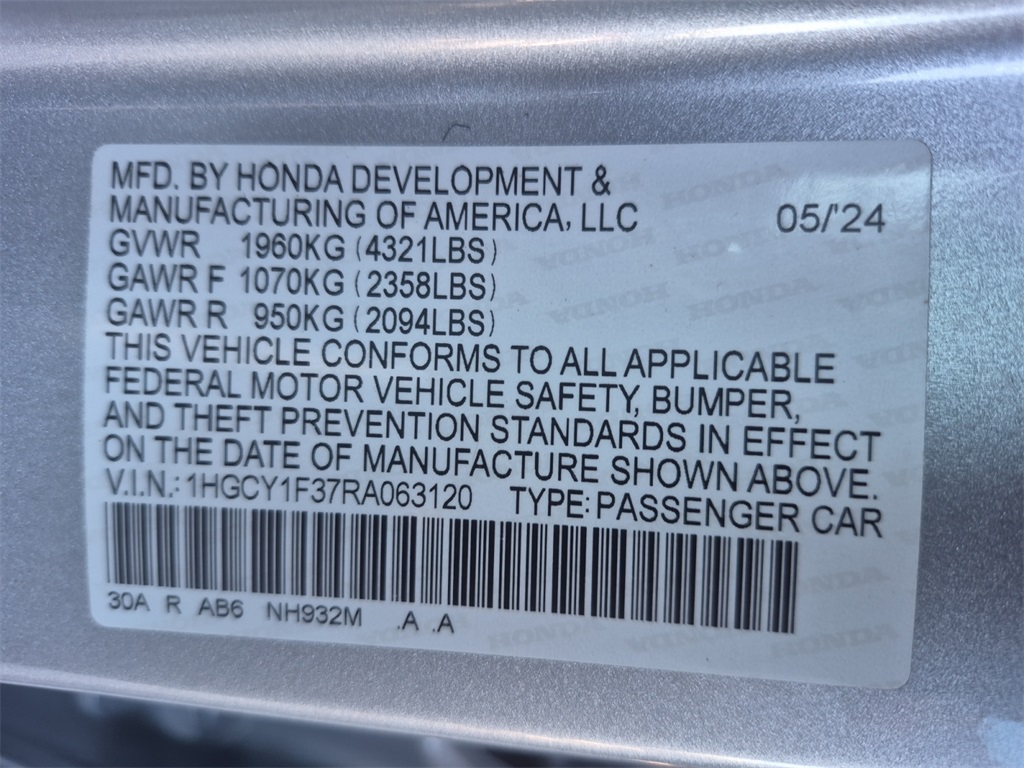 MFD. BY HONDA DEVELOPMENT &
MANUFACTURING OF AMERICA, LLC 05/'24
GVWR 1960KG (4321LBS)
GAWR F 1070KG (2358LBS)
GAWR R 950KG (2094LBS)
THIS VEHICLE CONFORMS TO ALL APPLICABLE
FEDERAL MOTOR VEHICLE SAFETY, BUMPER,
AND THEFT PREVENTION STANDARDS IN EFFECT
ON THE DATE OF MANUFACTURE SHOWN ABOVE.
V.I.N.: 1HGCY1F37RA063120 TYPE: PASSENGER CAR
30A R AB6 NH932M .A .A